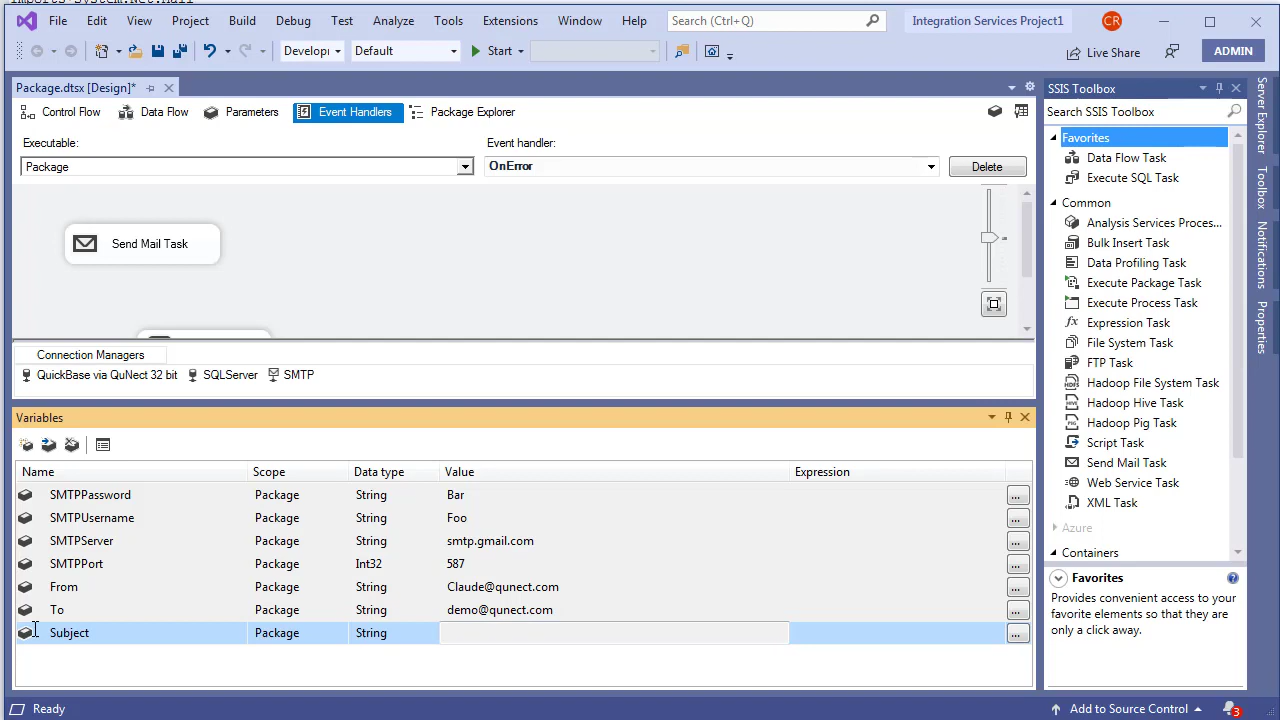 File Edit View Project Build Debug Test Analyze Tools Extensions Window Help Search (Ctrl+Q) Integration Services Project1 CR
Developi Default Start Live Share ADMIN
Package.dtsx [Design]*
Control Flow Data Flow Parameters Event Handlers Package Explorer
Executable: Event handler:
Package OnError Delete
Send Mail Task
Connection Managers
QuickBase via QuNect 32 bit SQLServer SMTP
Variables
Name Scope Data type Value Expression
SMTPPassword Package String Bar ...
SMTPUsername Package String Foo ...
SMTPServer Package String smtp.gmail.com ...
SMTPPort Package Int32 587 ...
From Package String Claude@qunect.com ...
To Package String demo@qunect.com ...
Subject Package String ...
SSIS Toolbox
Search SSIS Toolbox
Favorites
Data Flow Task
Execute SQL Task
Common
Analysis Services Proces...
Bulk Insert Task
Data Profiling Task
Execute Package Task
Execute Process Task
Expression Task
File System Task
FTP Task
Hadoop File System Task
Hadoop Hive Task
Hadoop Pig Task
Script Task
Send Mail Task
Web Service Task
XML Task
Azure
Containers
Favorites
Provides convenient access to your
favorite elements so that they are
only a click away.
Server Explorer
Toolbox
Notifications
Properties
Ready Add to Source Control 3